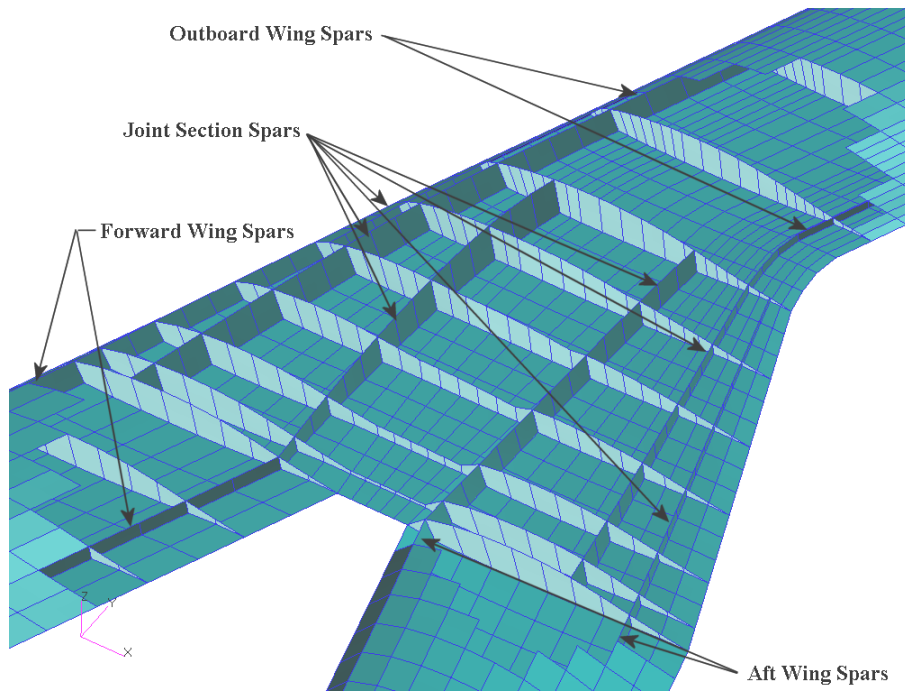 Outboard Wing Spars
Joint Section Spars
Forward Wing Spars
Z
Y
X
Aft Wing Spars